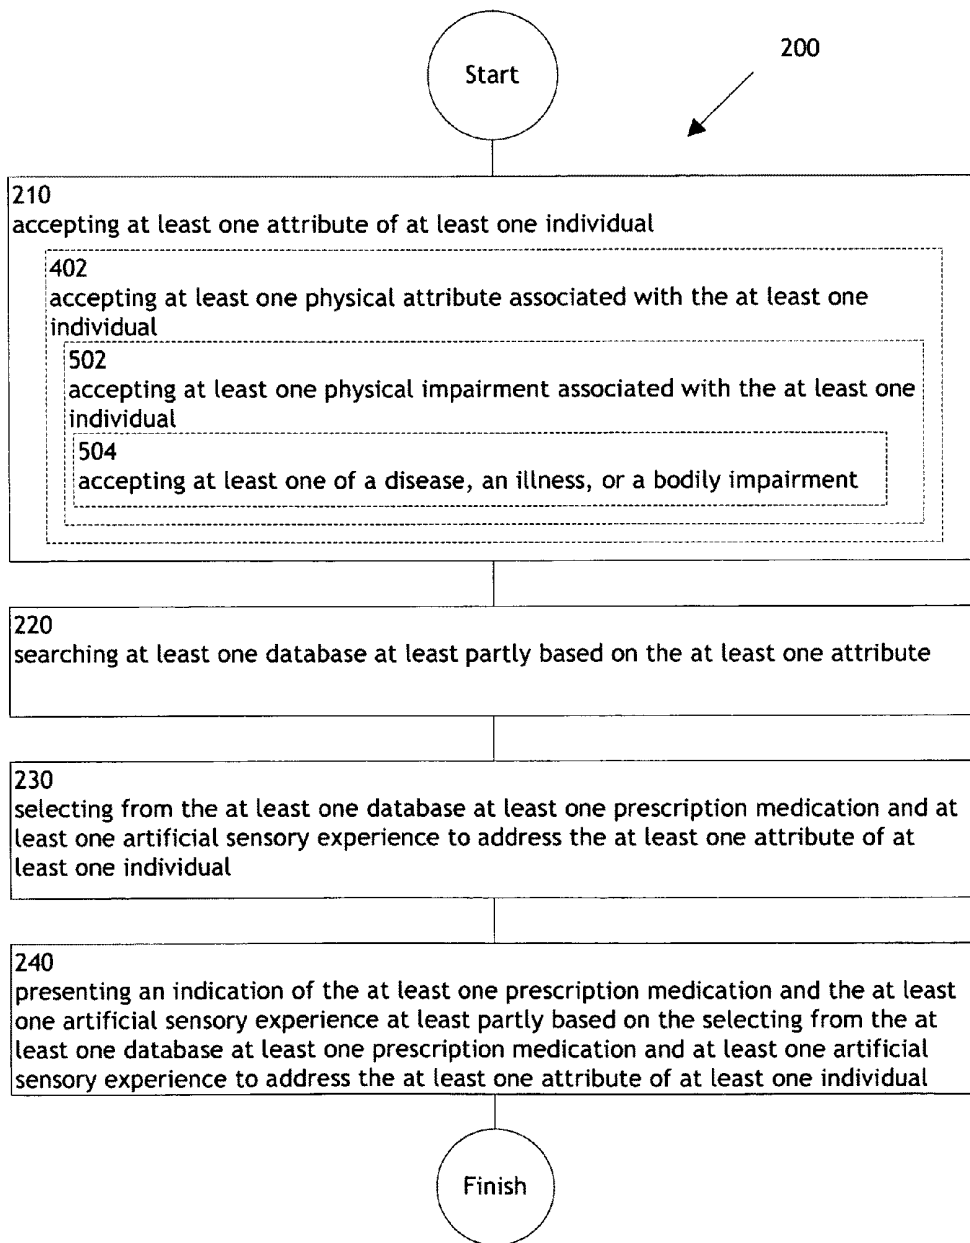 Start
200
210
accepting at least one attribute of at least one individual
402
accepting at least one physical attribute associated with the at least one
individual
502
accepting at least one physical impairment associated with the at least one
individual
504
accepting at least one of a disease, an illness, or a bodily impairment
220
searching at least one database at least partly based on the at least one attribute
230
selecting from the at least one database at least one prescription medication and at
least one artificial sensory experience to address the at least one attribute of at
least one individual
240
presenting an indication of the at least one prescription medication and the at least
one artificial sensory experience at least partly based on the selecting from the at
least one database at least one prescription medication and at least one artificial
sensory experience to address the at least one attribute of at least one individual
Finish